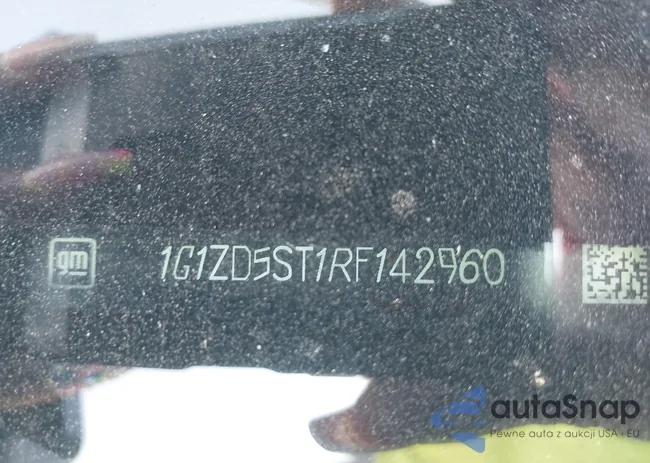 gm
1G1ZD5ST1RF142960
autaSnap
Pewne auta z aukcji USA i EU